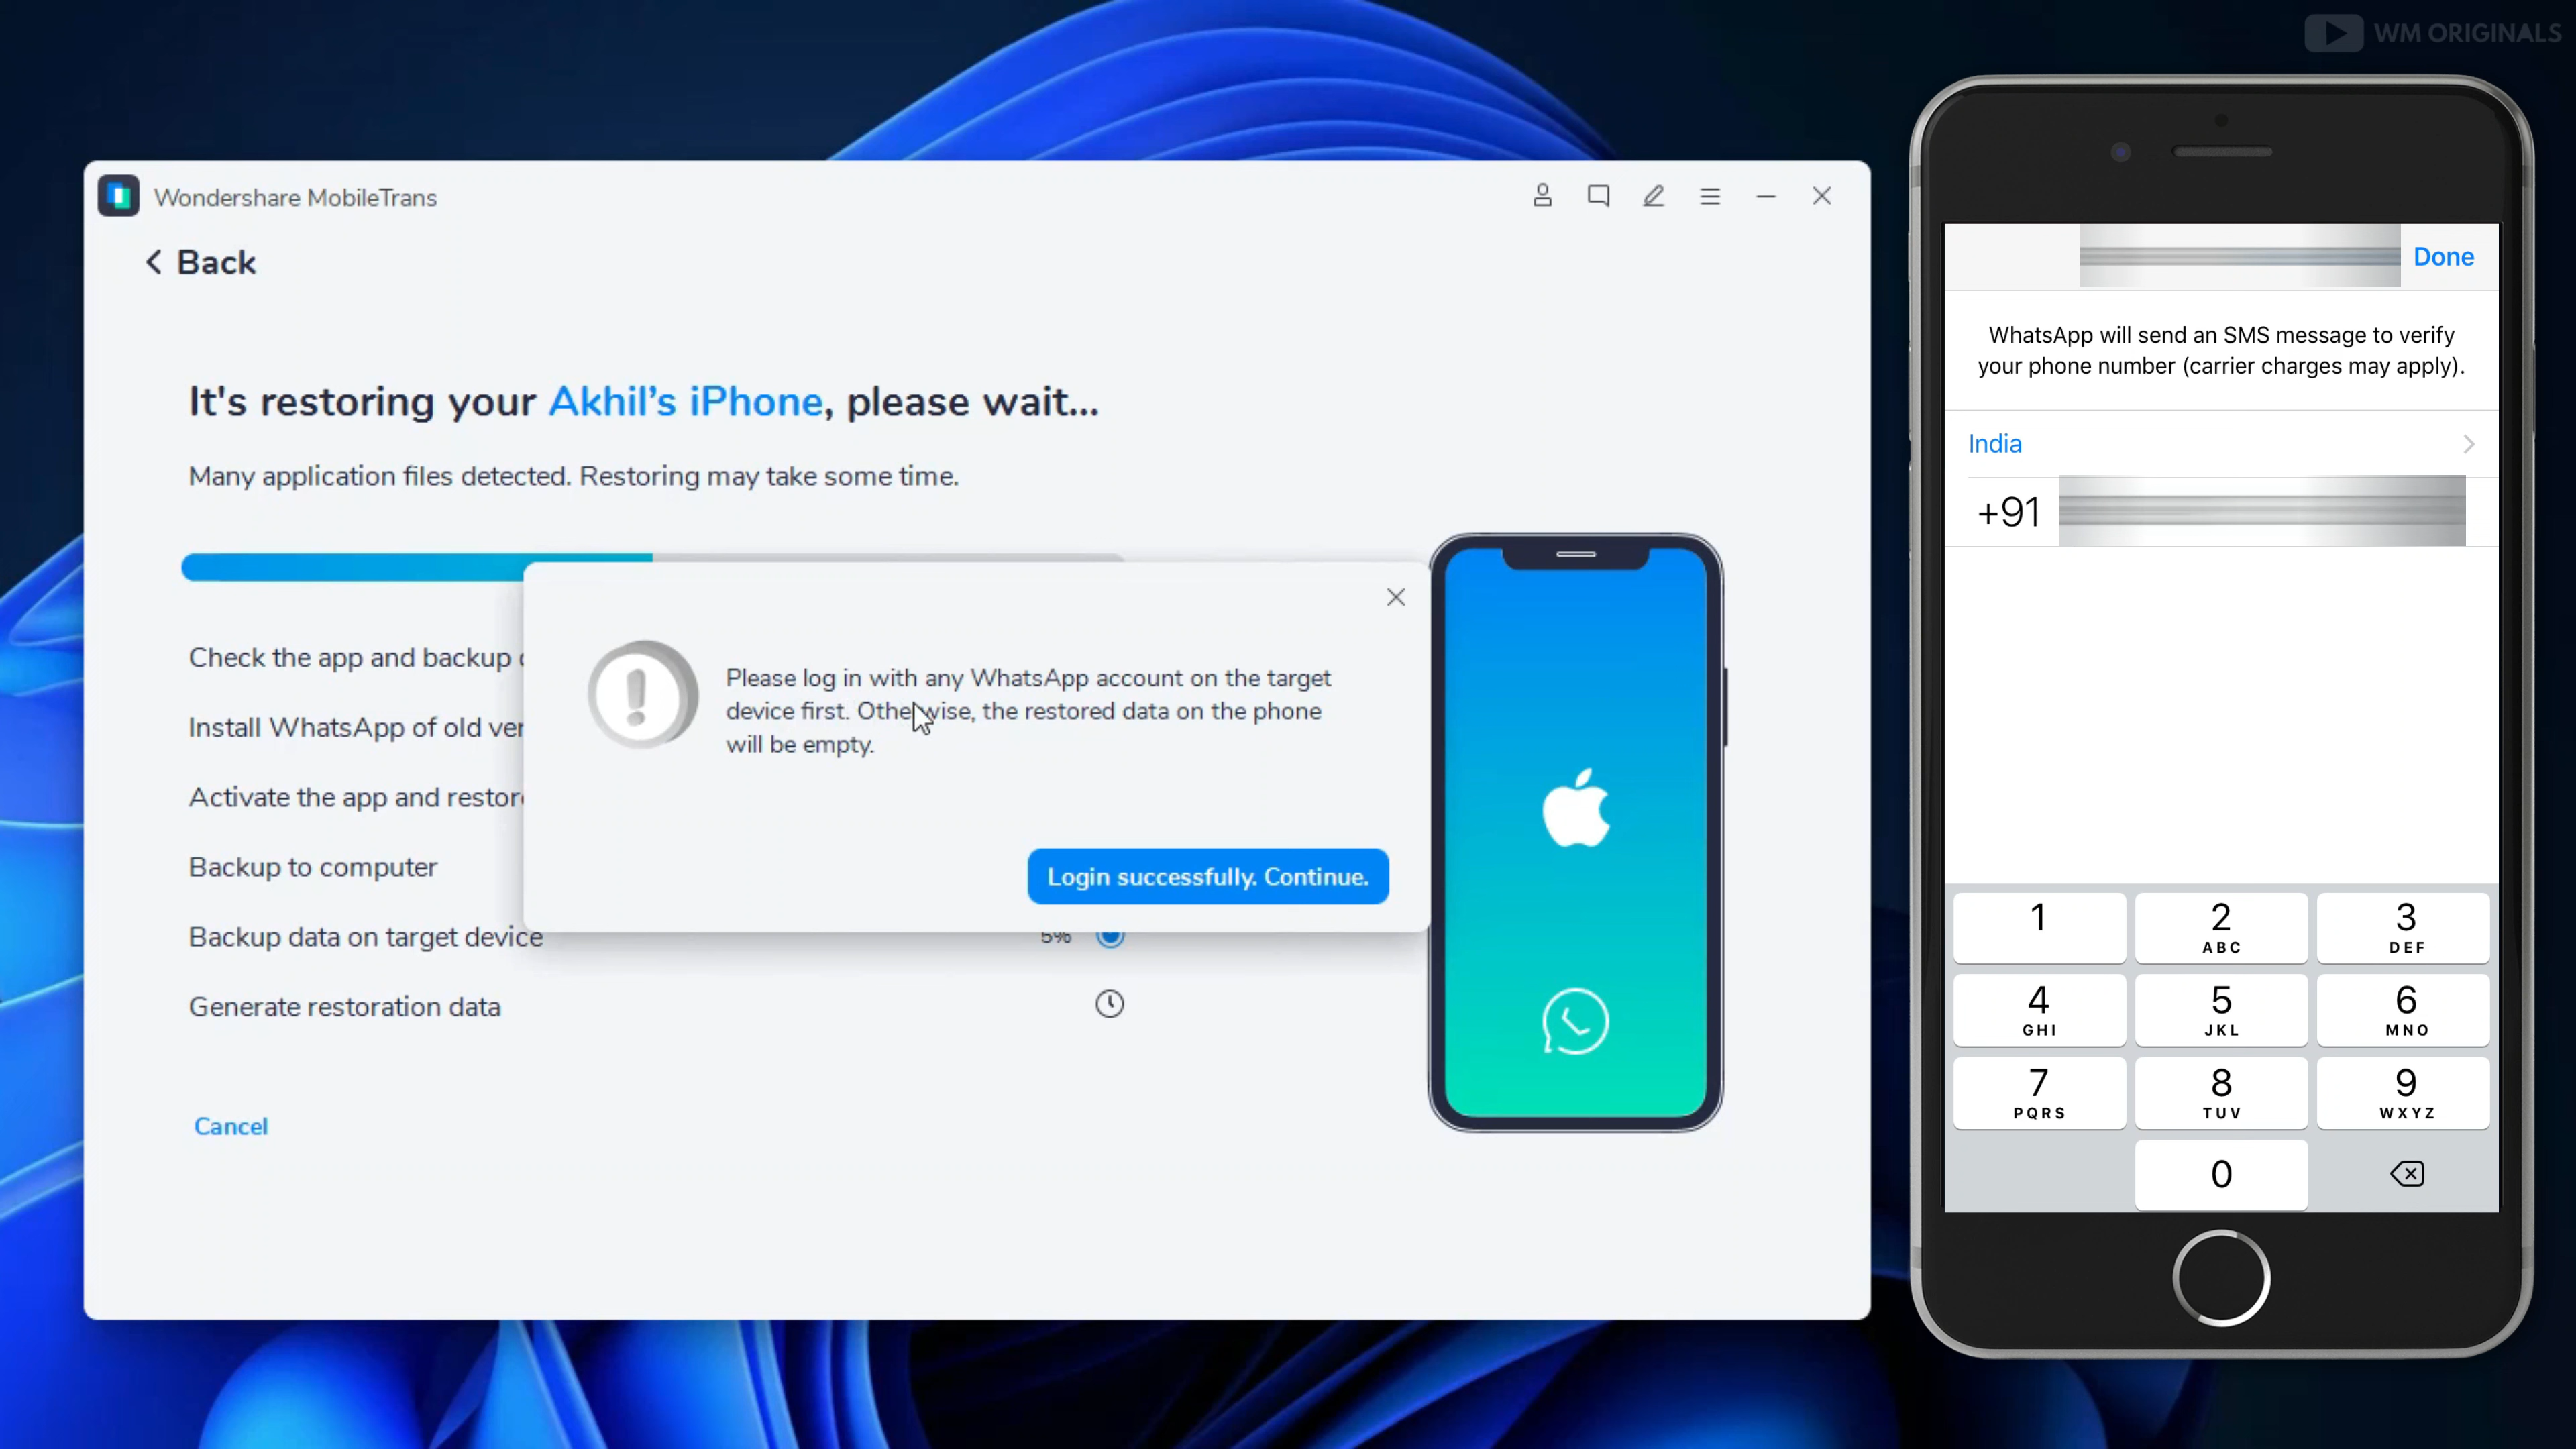 WM ORIGINALS
Wondershare MobileTrans
Back
It's restoring your Akhil's iPhone, please wait...
Many application files detected. Restoring may take some time.
Check the app and backup
Install WhatsApp of old
Activate the app and
Backup to computer
Backup data on target device
5%
Generate restoration data
Cancel
Please log in with any WhatsApp account on the target
device first. Otherwise, the restored data on the phone
will be empty.
Login successfully. Continue.
Done
WhatsApp will send an SMS message to verify
your phone number (carrier charges may apply).
India
+91
1
2
ABC
3
DEF
4
GHI
5
JKL
6
MNO
7
PQRS
8
TUV
9
WXYZ
0